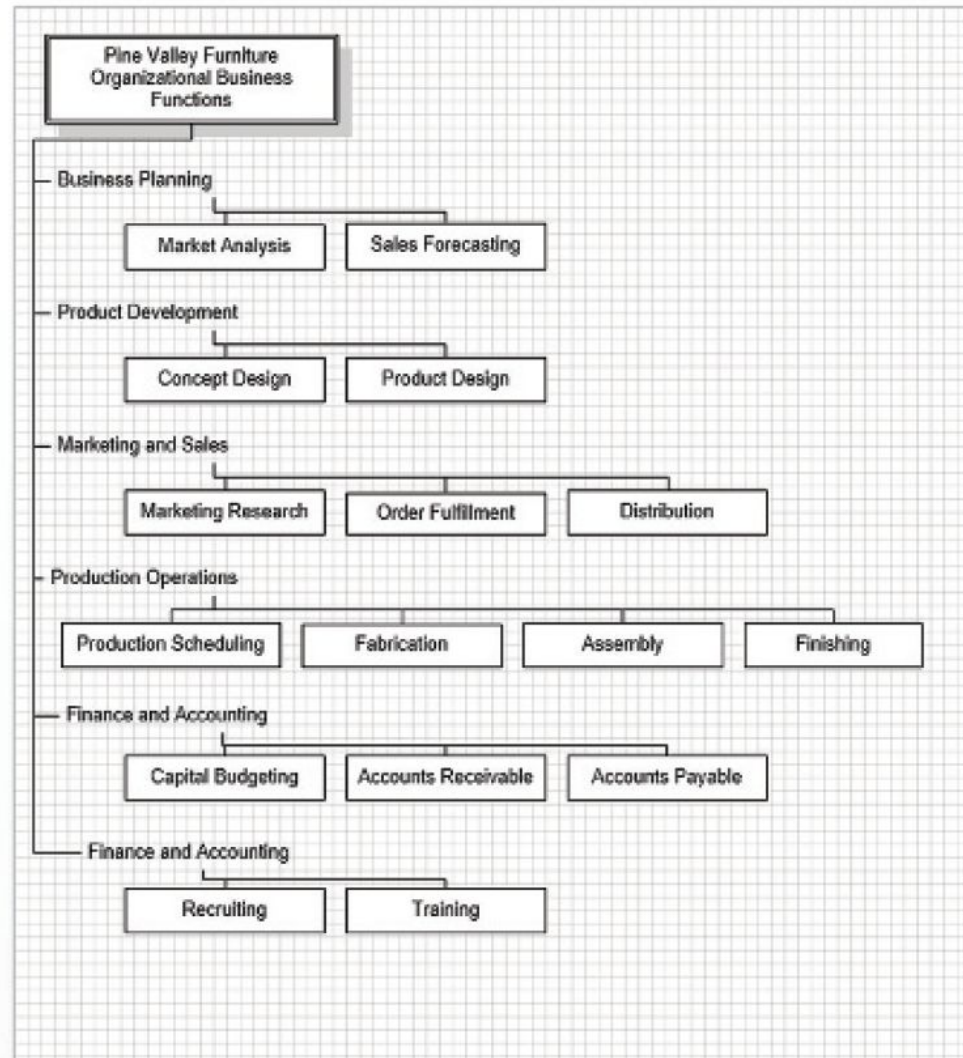 Pine Valley Furniture
Organizational Business
Functions
Business Planning
Market Analysis
Sales Forecasting
Product Development
Concept Design
Product Design
Marketing and Sales
Marketing Research
Order Fulfillment
Distribution
Production Operations
Production Scheduling
Fabrication
Assembly
Finishing
Finance and Accounting
Capital Budgeting
Accounts Receivable
Accounts Payable
Finance and Accounting
Recruiting
Training